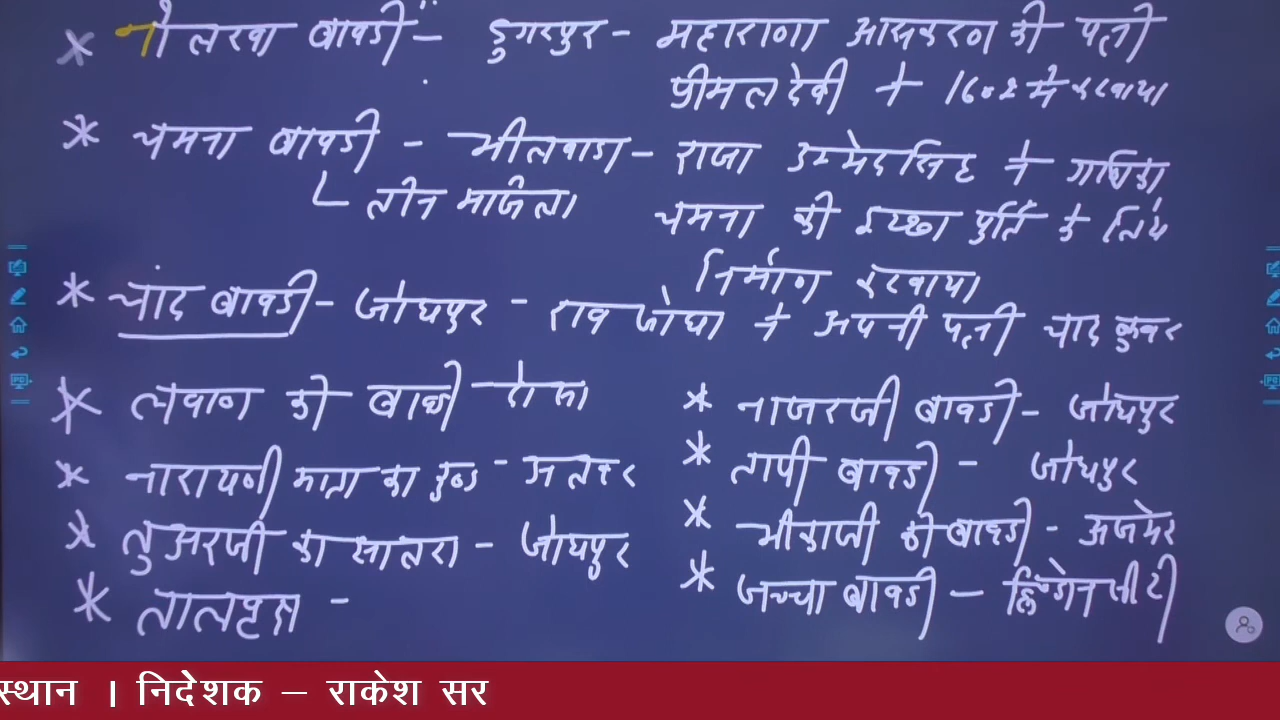 * नौलखा बावडी - डुगरपुर - महाराणा आसकरण की पत्नी
प्रीमल देवी ने 1602 मे करवाया
* चमना बावडी - भीलवाडा - राजा उम्मेदसिंह ने गणिका
तीन मंजिला
चमना की इच्छा पुर्ति के लिये
निर्माण करवाया
* चांद बावडी - जोधपुर - राव जोधा ने अपनी पत्नी चाद कुवर
* लवाण की बावडी दौसा
* नारायणी माता का कुण्ड - अलवर
* तुअरजी का सालरा - जोधपुर
* तालवृक्ष -
* नाजरजी बावडी - जोधपुर
* तापी बावडी - जोधपुर
* भीकाजी की बावडी - अजमेर
* जच्चा बावडी - हिण्डोन सीटी
स्थान । निदेशक – राकेश सर